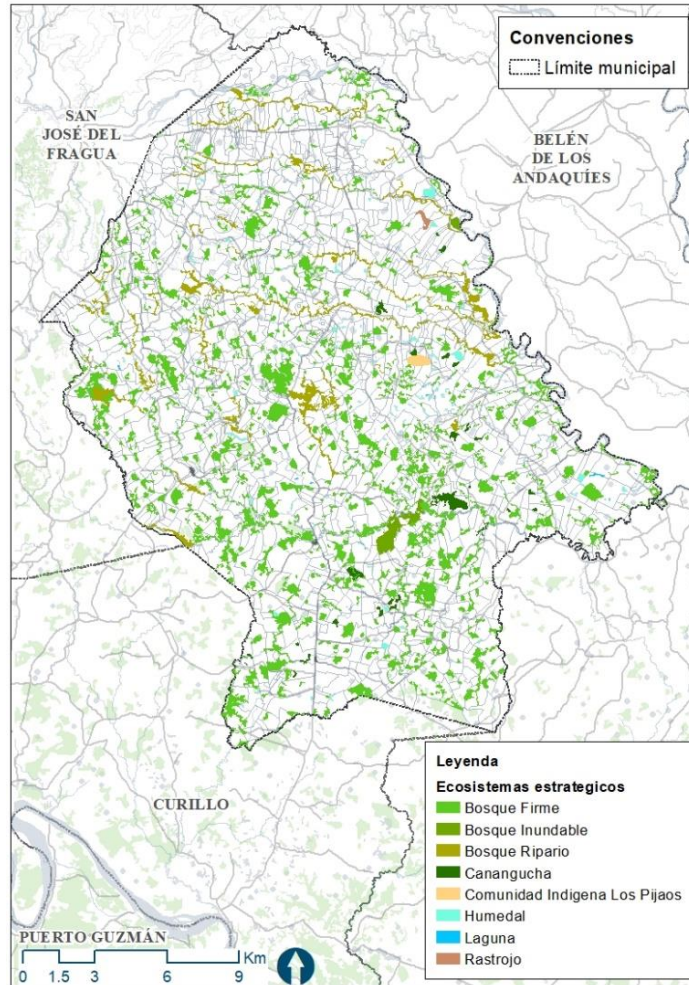 Convenciones
Límite municipal
SAN
JOSÉ DEL
FRAGUA
BELÉN
DE LOS
ANDAQUÍES
CURILLO
PUERTO GUZMÁN
Km
0 1.5 3 6 9
Leyenda
Ecosistemas estrategicos
Bosque Firme
Bosque Inundable
Bosque Ripario
Canangucha
Comunidad Indigena Los Pijaos
Humedal
Laguna
Rastrojo